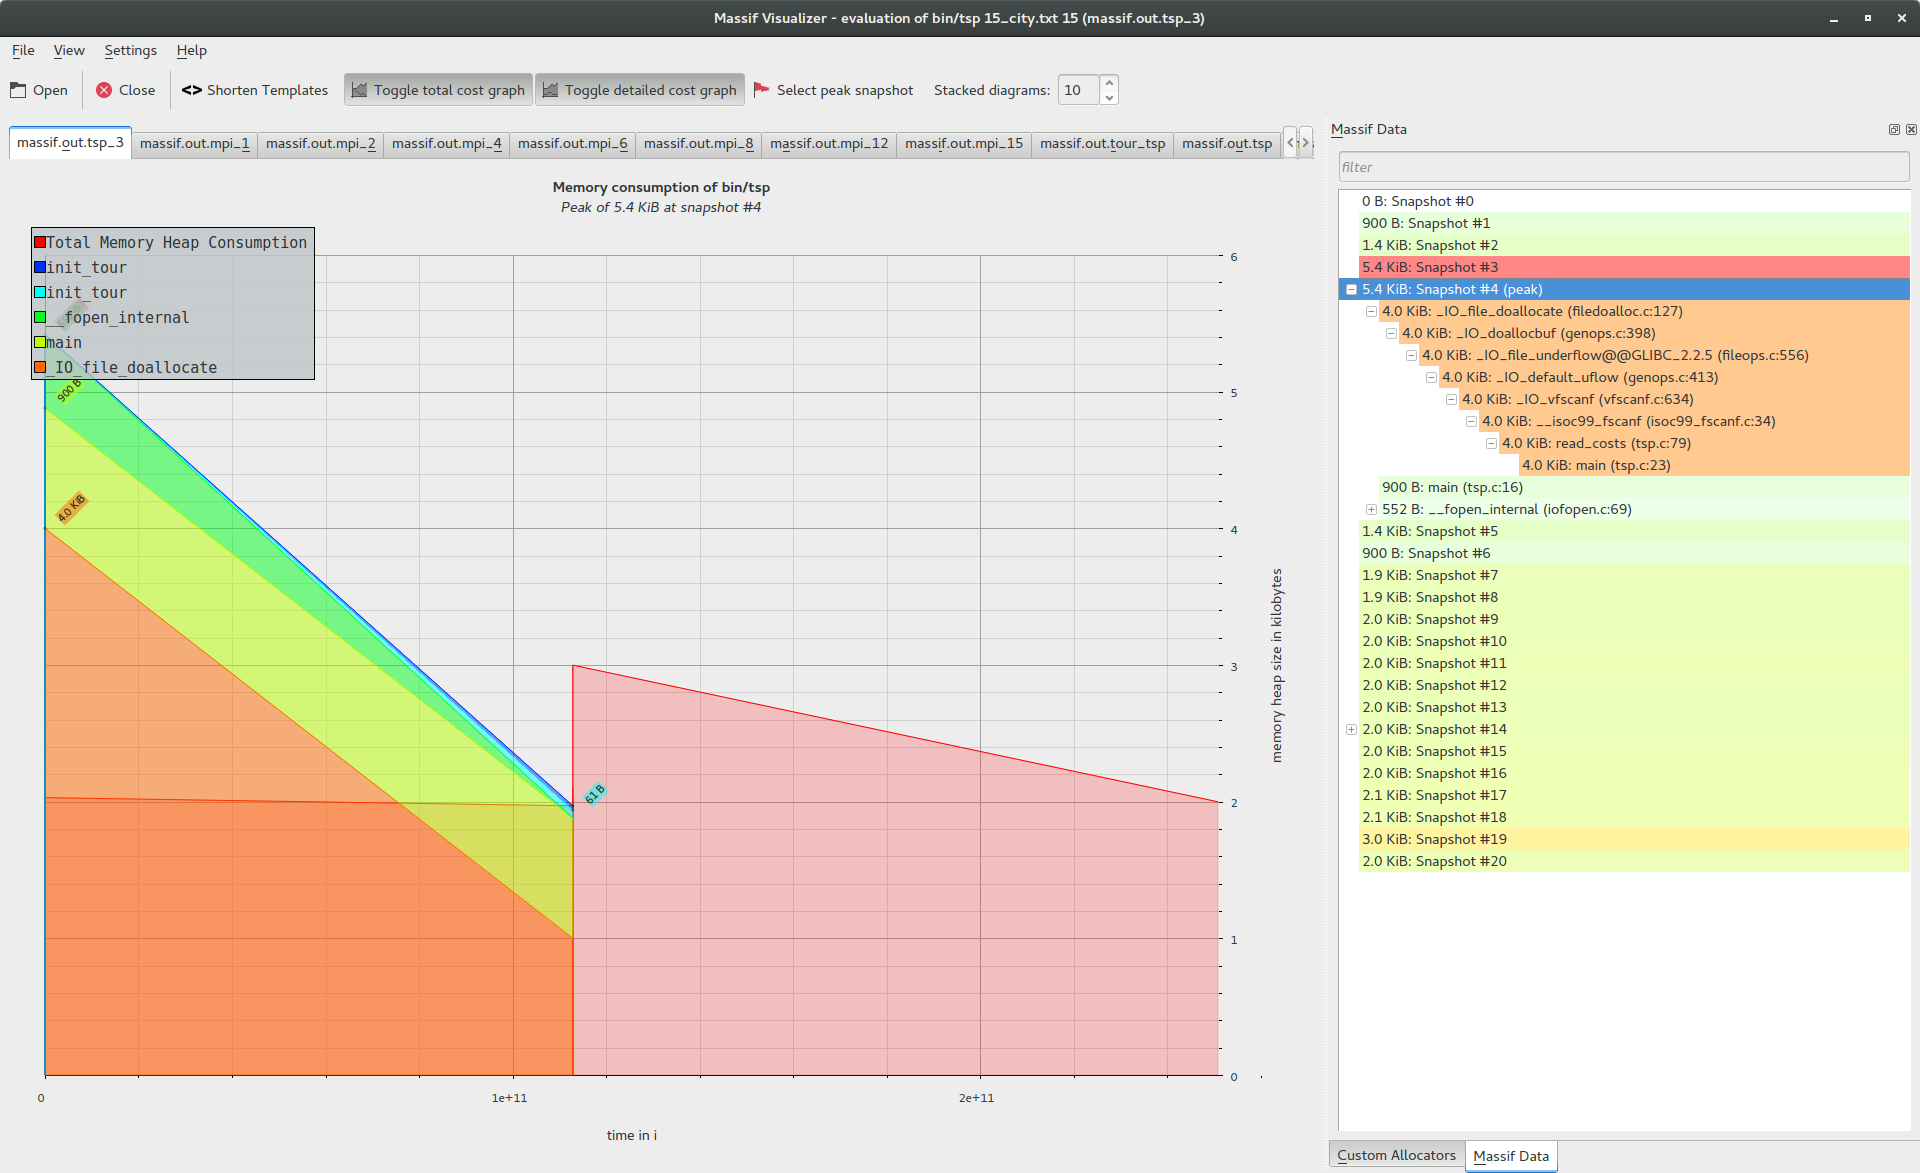 Massif Visualizer - evaluation of bin/tsp 15_city.txt 15 (massif.out.tsp_3)
File View Settings Help
Open Close <> Shorten Templates Toggle total cost graph Toggle detailed cost graph Select peak snapshot Stacked diagrams: 10
massif.out.tsp_3 massif.out.mpi_1 massif.out.mpi_2 massif.out.mpi_4 massif.out.mpi_6 massif.out.mpi_8 massif.out.mpi_12 massif.out.mpi_15 massif.out.tour_tsp massif.out.tsp
Memory consumption of bin/tsp
Peak of 5.4 KiB at snapshot #4
Total Memory Heap Consumption
init_tour
init_tour
__fopen_internal
main
_IO_file_doallocate
900 B
4.0 KiB
61 B
6
5
4
3
2
1
0
memory heap size in kilobytes
0 1e+11 2e+11
time in i
Massif Data
filter
0 B: Snapshot #0
900 B: Snapshot #1
1.4 KiB: Snapshot #2
5.4 KiB: Snapshot #3
5.4 KiB: Snapshot #4 (peak)
4.0 KiB: _IO_file_doallocate (filedoalloc.c:127)
4.0 KiB: _IO_doallocbuf (genops.c:398)
4.0 KiB: _IO_file_underflow@@GLIBC_2.2.5 (fileops.c:556)
4.0 KiB: _IO_default_uflow (genops.c:413)
4.0 KiB: _IO_vfscanf (vfscanf.c:634)
4.0 KiB: __isoc99_fscanf (isoc99_fscanf.c:34)
4.0 KiB: read_costs (tsp.c:79)
4.0 KiB: main (tsp.c:23)
900 B: main (tsp.c:16)
552 B: __fopen_internal (iofopen.c:69)
1.4 KiB: Snapshot #5
900 B: Snapshot #6
1.9 KiB: Snapshot #7
1.9 KiB: Snapshot #8
2.0 KiB: Snapshot #9
2.0 KiB: Snapshot #10
2.0 KiB: Snapshot #11
2.0 KiB: Snapshot #12
2.0 KiB: Snapshot #13
2.0 KiB: Snapshot #14
2.0 KiB: Snapshot #15
2.0 KiB: Snapshot #16
2.1 KiB: Snapshot #17
2.1 KiB: Snapshot #18
3.0 KiB: Snapshot #19
2.0 KiB: Snapshot #20
Custom Allocators Massif Data